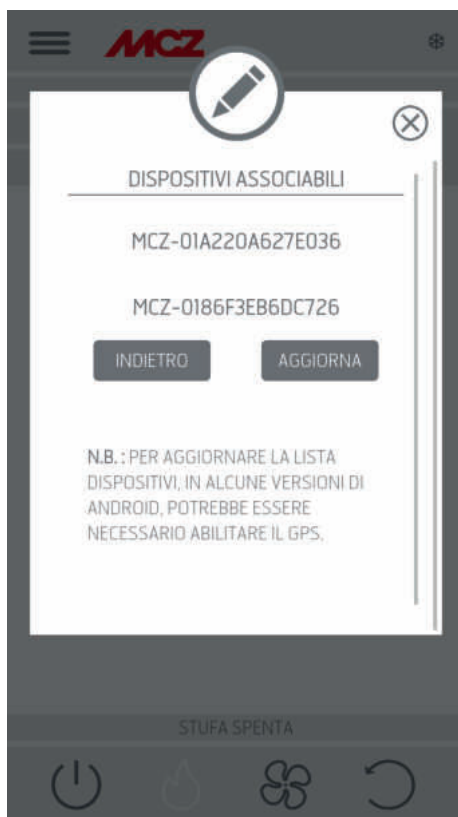 MCZ
DISPOSITIVI ASSOCIABILI
MCZ-01A220A627E036
MCZ-0186F3EB6DC726
INDIETRO
AGGIORNA
N.B. : PER AGGIORNARE LA LISTA
DISPOSITIVI, IN ALCUNE VERSIONI DI
ANDROID, POTREBBE ESSERE
NECESSARIO ABILITARE IL GPS.
STUFA SPENTA